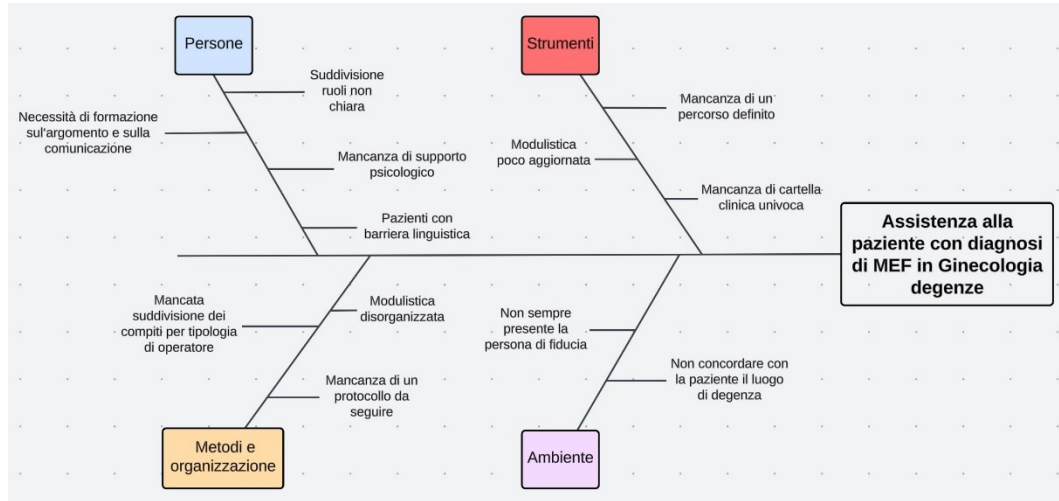 Persone
Strumenti
Suddivisione
ruoli non
chiara
Necessità di formazione
sull'argomento e sulla
comunicazione
Mancanza di supporto
psicologico
Pazienti con
barriera linguistica
Mancanza di un
percorso definito
Modulistica
poco aggiornata
Mancanza di cartella
clinica univoca
Assistenza alla
paziente con diagnosi
di MEF in Ginecologia
degenze
Mancata
suddivisione dei
compiti per tipologia
di operatore
Modulistica
disorganizzata
Mancanza di un
protocollo da
seguire
Non sempre
presente la
persona di fiducia
Non concordare con
la paziente il luogo
di degenza
Metodi e
organizzazione
Ambiente